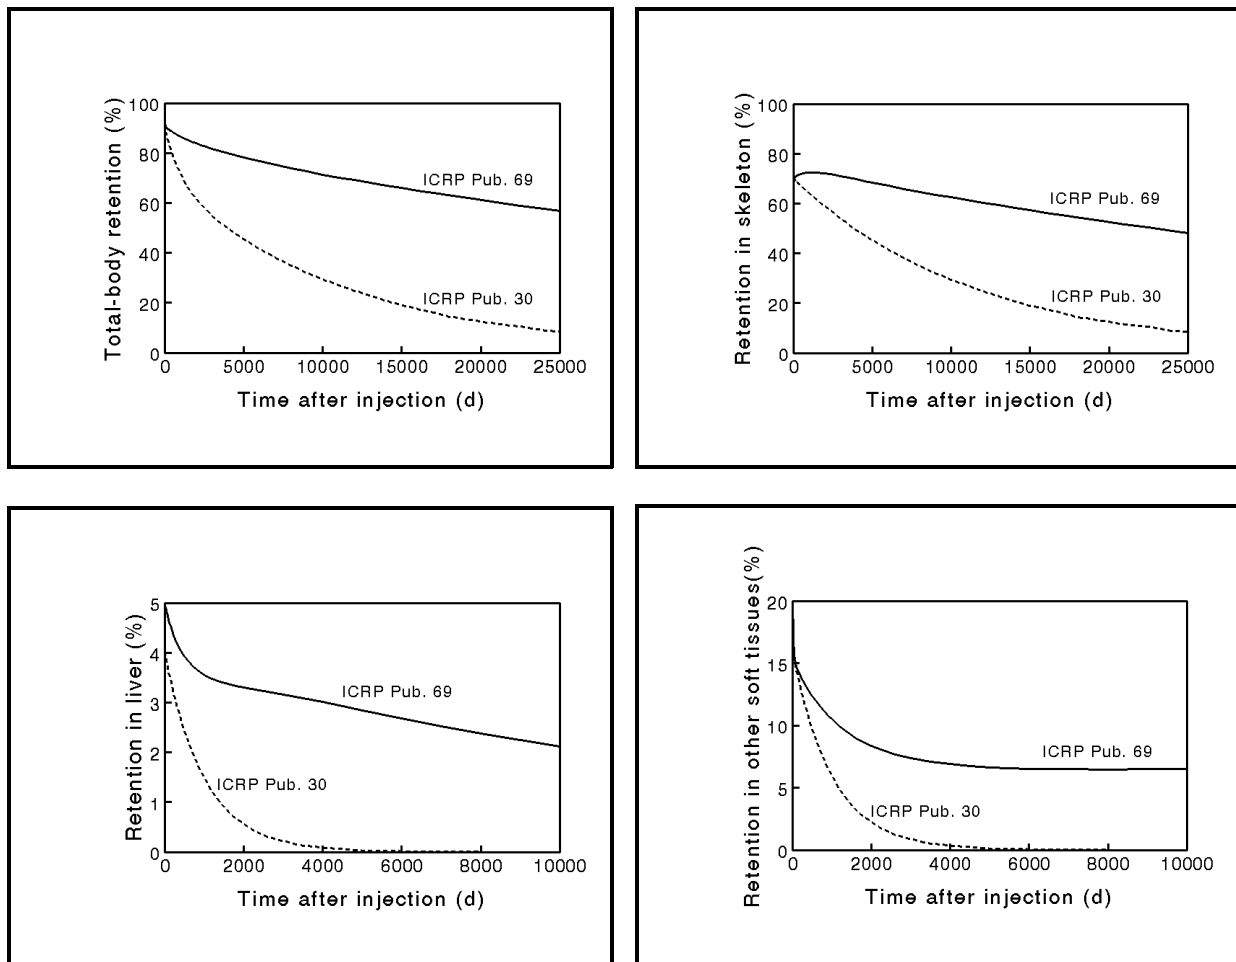 Total-body retention (%)
100
80
60
40
20
0
ICRP Pub. 69
ICRP Pub. 30
0 5000 10000 15000 20000 25000
Time after injection (d)
Retention in skeleton (%)
100
80
60
40
20
0
ICRP Pub. 69
ICRP Pub. 30
0 5000 10000 15000 20000 25000
Time after injection (d)
Retention in liver (%)
5
4
3
2
1
0
ICRP Pub. 69
ICRP Pub. 30
0 2000 4000 6000 8000 10000
Time after injection (d)
Retention in other soft tissues(%)
20
15
10
5
0
ICRP Pub. 69
ICRP Pub. 30
0 2000 4000 6000 8000 10000
Time after injection (d)